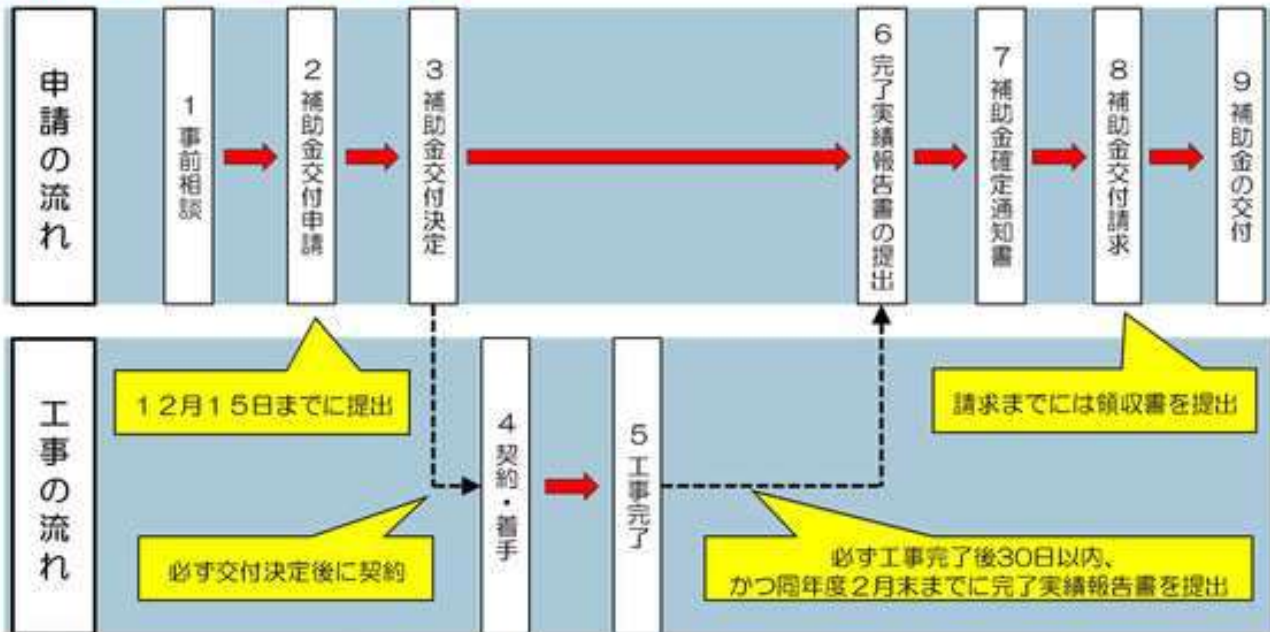 申請の流れ
1 事前相談
2 補助金交付申請
3 補助金交付決定
6 完了実績報告書の提出
7 補助金確定通知書
8 補助金交付請求
9 補助金の交付
12月15日までに提出
請求までには領収書を提出
工事の流れ
4 契約・着手
5 工事完了
必ず交付決定後に契約
必ず工事完了後30日以内、
かつ同年度2月末までに完了実績報告書を提出